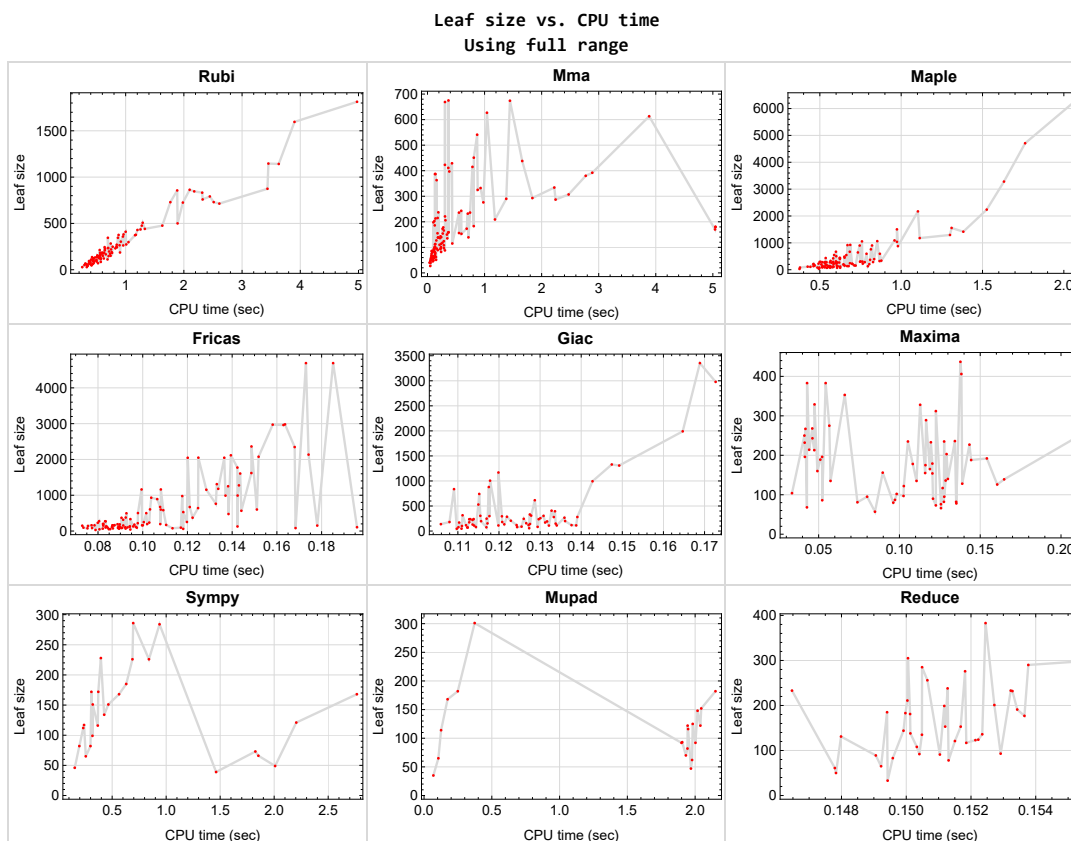 Leaf size vs. CPU time
Using full range
Rubi
Leaf size
1500
1000
500
0
1 2 3 4 5
CPU time (sec)
Mma
Leaf size
700
600
500
400
300
200
100
0
0 1 2 3 4 5
CPU time (sec)
Maple
Leaf size
6000
5000
4000
3000
2000
1000
0
0.5 1.0 1.5 2.0
CPU time (sec)
Fricas
Leaf size
4000
3000
2000
1000
0
0.08 0.10 0.12 0.14 0.16 0.18
CPU time (sec)
Giac
Leaf size
3500
3000
2500
2000
1500
1000
500
0
0.11 0.12 0.13 0.14 0.15 0.16 0.17
CPU time (sec)
Maxima
Leaf size
400
300
200
100
0
0.05 0.10 0.15 0.20
CPU time (sec)
Sympy
Leaf size
300
250
200
150
100
50
0
0.5 1.0 1.5 2.0 2.5
CPU time (sec)
Mupad
Leaf size
300
250
200
150
100
50
0
0.0 0.5 1.0 1.5 2.0
CPU time (sec)
Reduce
Leaf size
400
300
200
100
0
0.148 0.150 0.152 0.154
CPU time (sec)